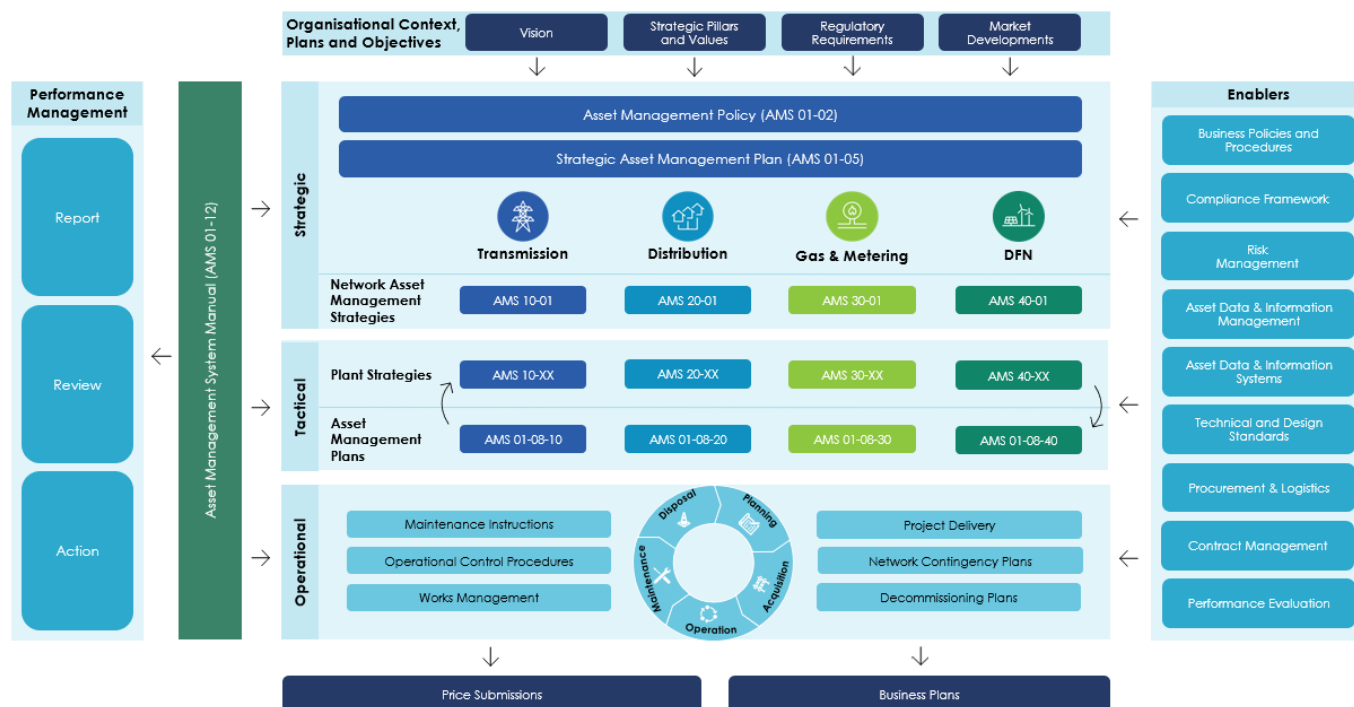 Organisational Context,
Plans and Objectives
Vision
Strategic Pillars
and Values
Regulatory
Requirements
Market
Developments
Performance
Management
Report
Review
Action
Asset Management System Manual (AMS 01-12)
Strategic
Asset Management Policy (AMS 01-02)
Strategic Asset Management Plan (AMS 01-05)
Transmission
Distribution
Gas & Metering
DFN
Network Asset
Management
Strategies
AMS 10-01
AMS 20-01
AMS 30-01
AMS 40-01
Tactical
Plant Strategies
AMS 10-XX
AMS 20-XX
AMS 30-XX
AMS 40-XX
Asset
Management
Plans
AMS 01-08-10
AMS 01-08-20
AMS 01-08-30
AMS 01-08-40
Operational
Maintenance Instructions
Operational Control Procedures
Works Management
Disposal
Planning
Acquisition
Operation
Maintenance
Project Delivery
Network Contingency Plans
Decommissioning Plans
Enablers
Business Policies and
Procedures
Compliance Framework
Risk
Management
Asset Data & Information
Management
Asset Data & Information
Systems
Technical and Design
Standards
Procurement & Logistics
Contract Management
Performance Evaluation
Price Submissions
Business Plans